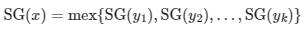 SG(x) = mex{SG(y₁), SG(y₂), …, SG(yₖ)}